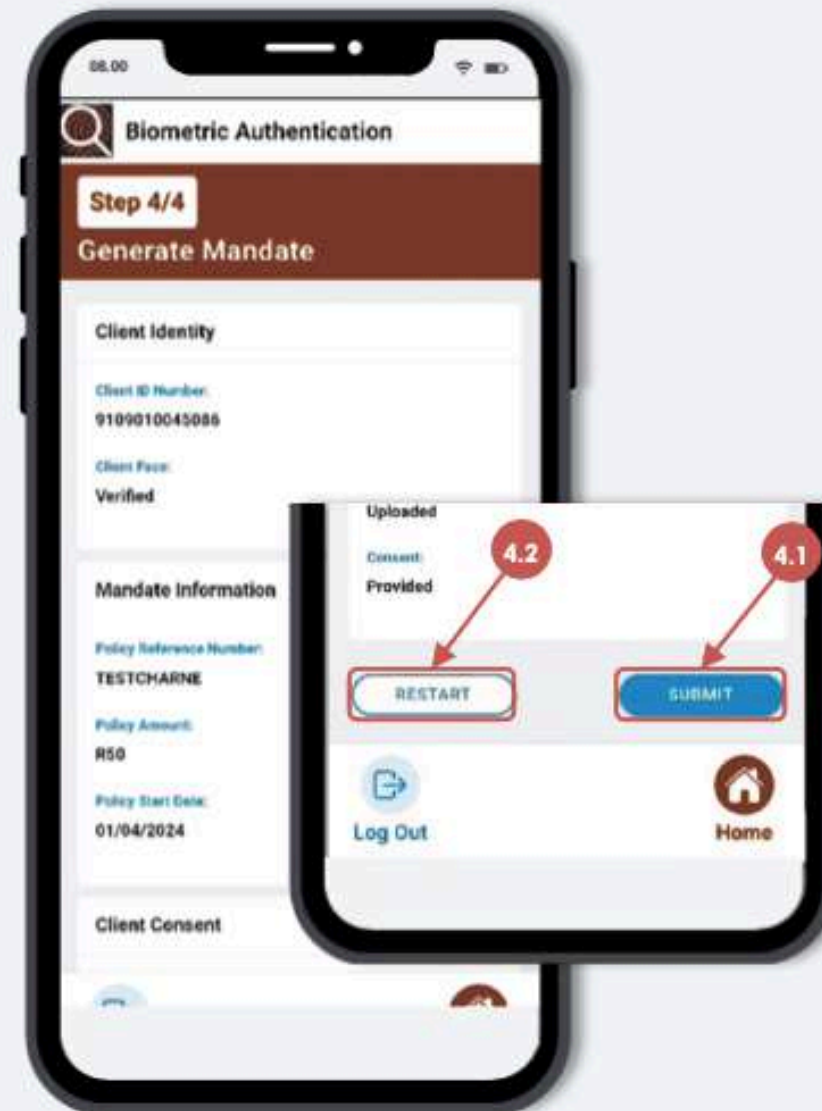 08.00
Biometric Authentication
Step 4/4
Generate Mandate
Client Identity
Client ID Number:
9109010045086
Client Face:
Verified
Mandate Information
Policy Reference Number:
TESTCHARNE
Policy Amount:
R50
Policy Start Date:
01/04/2024
Client Consent
Uploaded
Consent:
Provided
4.2
4.1
RESTART
SUBMIT
Log Out
Home